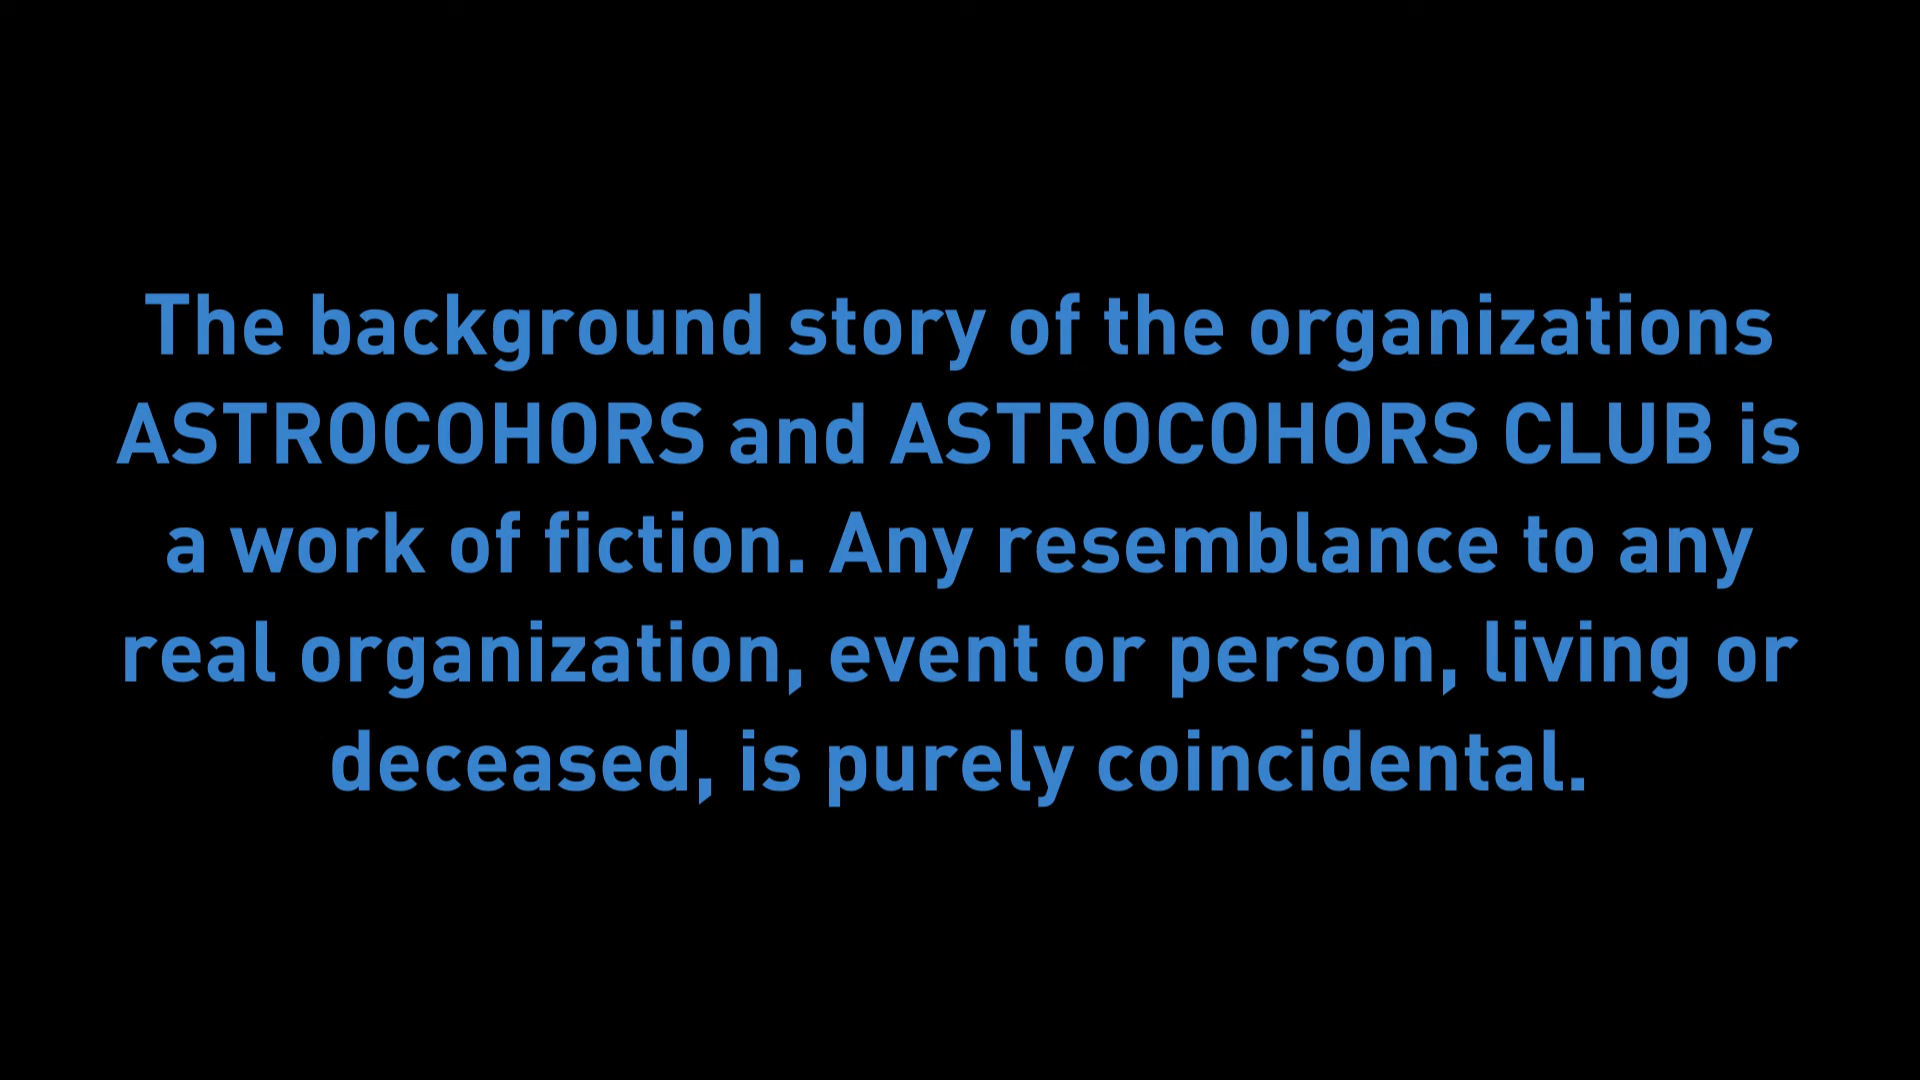 The background story of the organizations
ASTROCOHORS and ASTROCOHORS CLUB is
a work of fiction. Any resemblance to any
real organization, event or person, living or
deceased, is purely coincidental.